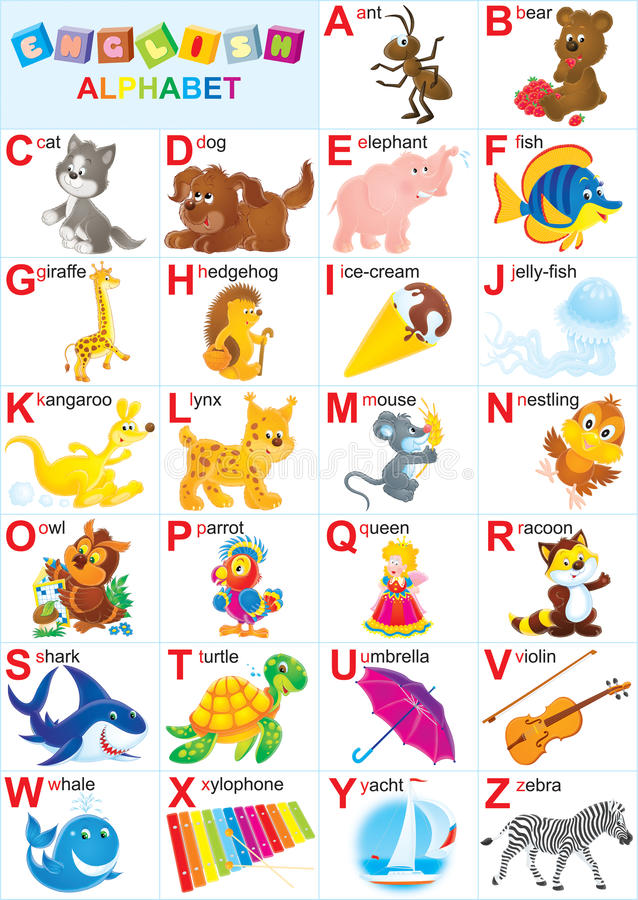 ENGLISH
ALPHABET
A ant
B bear
C cat
D dog
E elephant
F fish
G giraffe
H hedgehog
I ice-cream
J jelly-fish
K kangaroo
L lynx
M mouse
N nestling
O owl
P parrot
Q queen
R racoon
S shark
T turtle
U umbrella
V violin
W whale
X xylophone
Y yacht
Z zebra
dreamstime